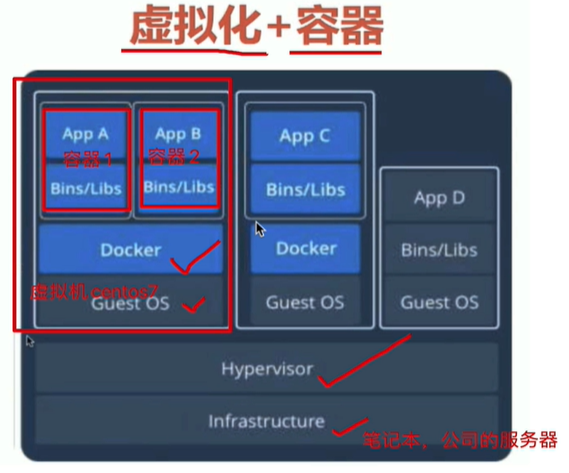 虚拟化+容器
App A
容器1
Bins/Libs
App B
容器2
Bins/Libs
Docker
虚拟机 centos7
Guest OS
App C
Bins/Libs
Docker
Guest OS
App D
Bins/Libs
Guest OS
Hypervisor
Infrastructure
笔记本，公司的服务器